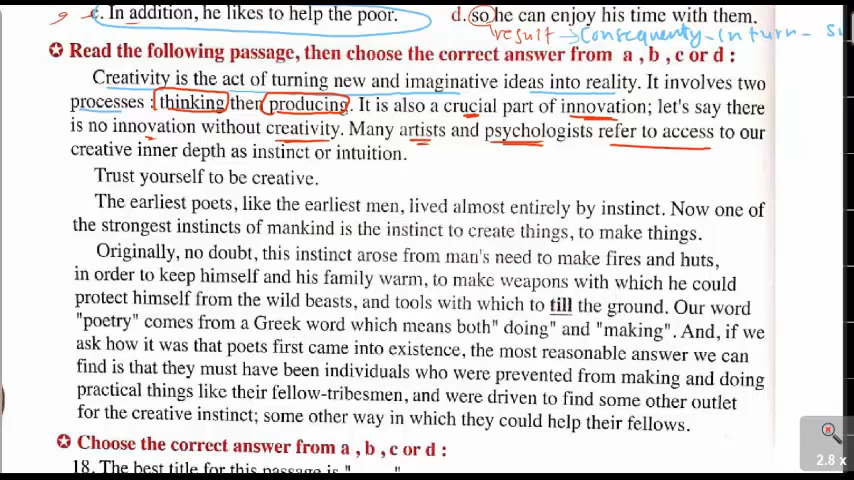 c. In addition, he likes to help the poor.
d. so he can enjoy his time with them.
result → Consequenty - In turn -
✪ Read the following passage, then choose the correct answer from a , b , c or d :
Creativity is the act of turning new and imaginative ideas into reality. It involves two
processes : thinking then producing. It is also a crucial part of innovation; let's say there
is no innovation without creativity. Many artists and psychologists refer to access to our
creative inner depth as instinct or intuition.
Trust yourself to be creative.
The earliest poets, like the earliest men, lived almost entirely by instinct. Now one of
the strongest instincts of mankind is the instinct to create things, to make things.
Originally, no doubt, this instinct arose from man's need to make fires and huts,
in order to keep himself and his family warm, to make weapons with which he could
protect himself from the wild beasts, and tools with which to till the ground. Our word
"poetry" comes from a Greek word which means both" doing" and "making". And, if we
ask how it was that poets first came into existence, the most reasonable answer we can
find is that they must have been individuals who were prevented from making and doing
practical things like their fellow-tribesmen, and were driven to find some other outlet
for the creative instinct; some other way in which they could help their fellows.
✪ Choose the correct answer from a , b , c or d :
18. The best title for this passage is "......"
2.8 x